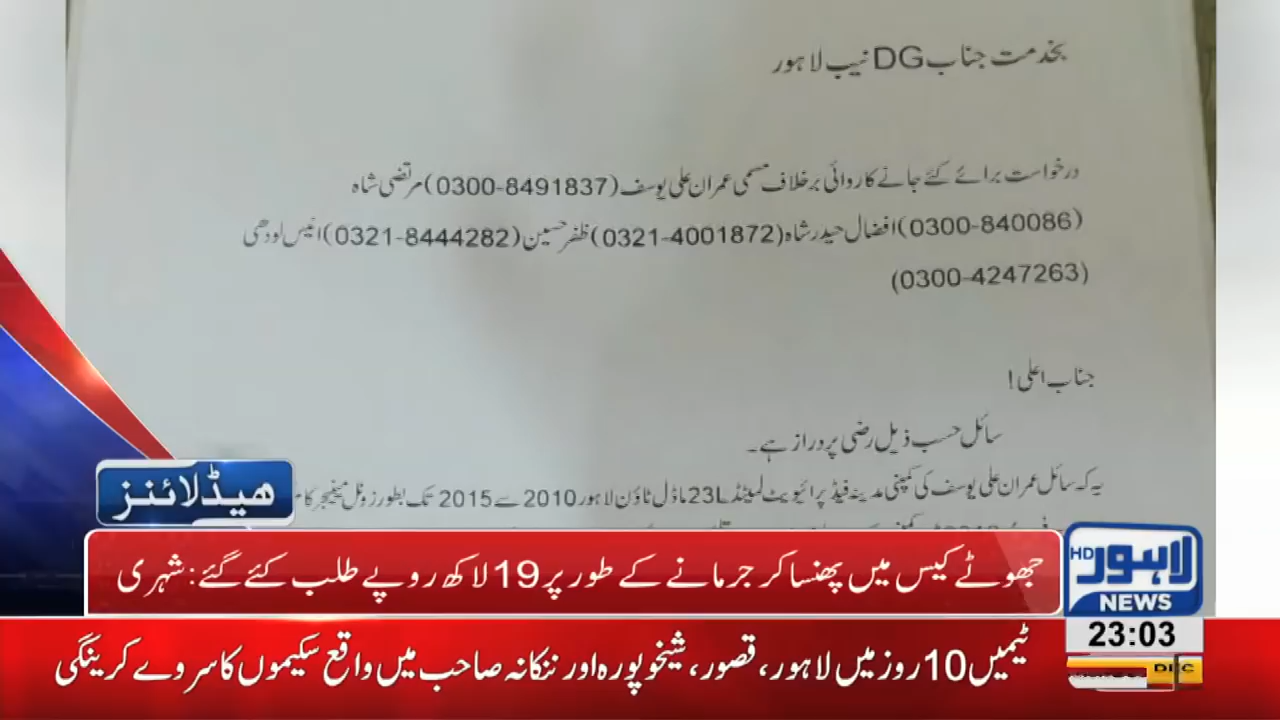 بخدمت جناب DG نیب لاہور
درخواست برائے کئے جانے کاروائی برخلاف مسمی عمران علی یوسف (0300-8491837) مرتضی شاہ
(0300-840086) افضال حیدر شاہ (0321-4001872) ظفر حسین (0321-8444282) انیس لودھی
(0300-4247263)
جناب اعلی!
سائل حسب ذیل رضی پردراز ہے۔
یہ کہ سائل عمران علی یوسف کی کمپنی مدینہ فیڈ پرائیویٹ لمیٹڈ 23L ماڈل ٹاؤن لاہور 2010 سے 2015 تک بطور زونل مینیجر کام
ھیڈلائنز
جھوٹے کیس میں پھنسا کر جرمانے کے طور پر 19 لاکھ روپے طلب کئے گئے: شہری
HD لاہور
NEWS
23:03
ٹیمیں 10 روز میں لاہور، قصور، شیخوپورہ اور ننکانہ صاحب میں واقع سکیموں کا سروے کرینگی
DEC